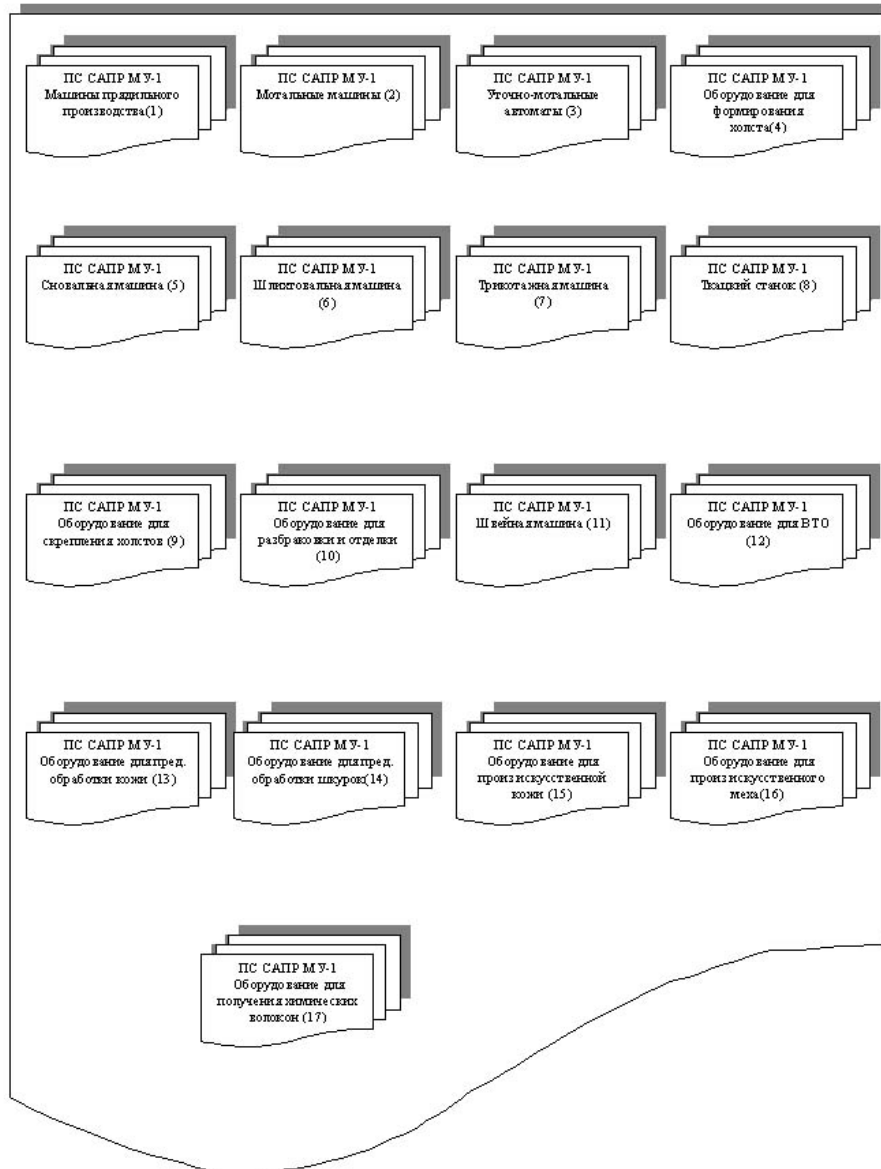 ПС САПР МУ-1
Машины прядильного
производства(1)
ПС САПР МУ-1
Мотальные машины (2)
ПС САПР МУ-1
Уточно-мотальные
автоматы (3)
ПС САПР МУ-1
Оборудование для
формирования
холста(4)
ПС САПР МУ-1
Сновальная машина (5)
ПС САПР МУ-1
Шлихтовальная машина
(6)
ПС САПР МУ-1
Трикотажная машина
(7)
ПС САПР МУ-1
Ткацкий станок (8)
ПС САПР МУ-1
Оборудование для
скрепления холстов (9)
ПС САПР МУ-1
Оборудование для
разбраковки и отделки
(10)
ПС САПР МУ-1
Швейная машина (11)
ПС САПР МУ-1
Оборудование для ВТО
(12)
ПС САПР МУ-1
Оборудование для пред.
обработки кожи (13)
ПС САПР МУ-1
Оборудование для пред.
обработки шкурок(14)
ПС САПР МУ-1
Оборудование для
произ искусственной
кожи (15)
ПС САПР МУ-1
Оборудование для
произ искусственного
меха(16)
ПС САПР МУ-1
Оборудование для
получения химических
волокон (17)